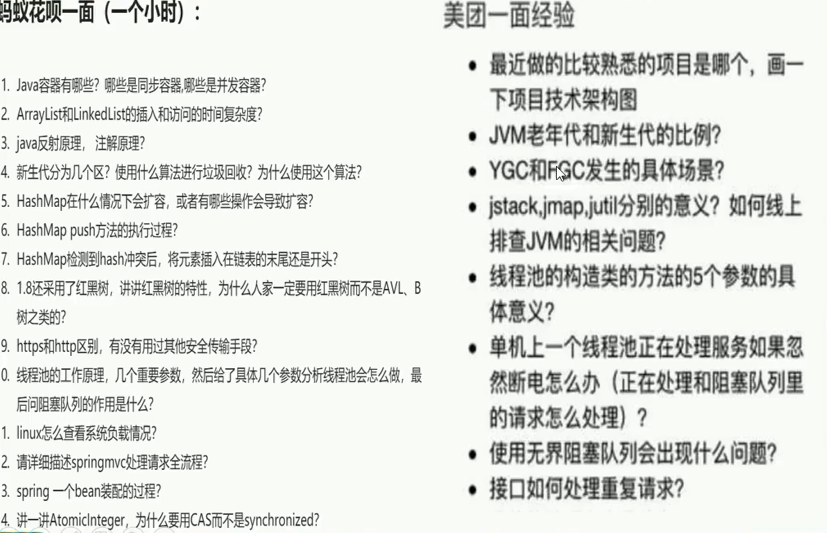 蚂蚁花呗一面（一个小时）：
1. Java容器有哪些？哪些是同步容器,哪些是并发容器？
2. ArrayList和LinkedList的插入和访问的时间复杂度？
3. java反射原理， 注解原理？
4. 新生代分为几个区？使用什么算法进行垃圾回收？为什么使用这个算法？
5. HashMap在什么情况下会扩容，或者有哪些操作会导致扩容？
6. HashMap push方法的执行过程？
7. HashMap检测到hash冲突后，将元素插入在链表的末尾还是开头？
8. 1.8还采用了红黑树，讲讲红黑树的特性，为什么人家一定要用红黑树而不是AVL、B
树之类的？
9. https和http区别，有没有用过其他安全传输手段？
0. 线程池的工作原理，几个重要参数，然后给了具体几个参数分析线程池会怎么做，最
后问阻塞队列的作用是什么？
1. linux怎么查看系统负载情况？
2. 请详细描述springmvc处理请求全流程？
3. spring 一个bean装配的过程？
4. 讲一讲AtomicInteger，为什么要用CAS而不是synchronized？
美团一面经验
• 最近做的比较熟悉的项目是哪个，画一
下项目技术架构图
• JVM老年代和新生代的比例？
• YGC和FGC发生的具体场景？
• jstack,jmap,jutil分别的意义？如何线上
排查JVM的相关问题？
• 线程池的构造类的方法的5个参数的具
体意义？
• 单机上一个线程池正在处理服务如果忽
然断电怎么办（正在处理和阻塞队列里
的请求怎么处理）？
• 使用无界阻塞队列会出现什么问题？
• 接口如何处理重复请求？